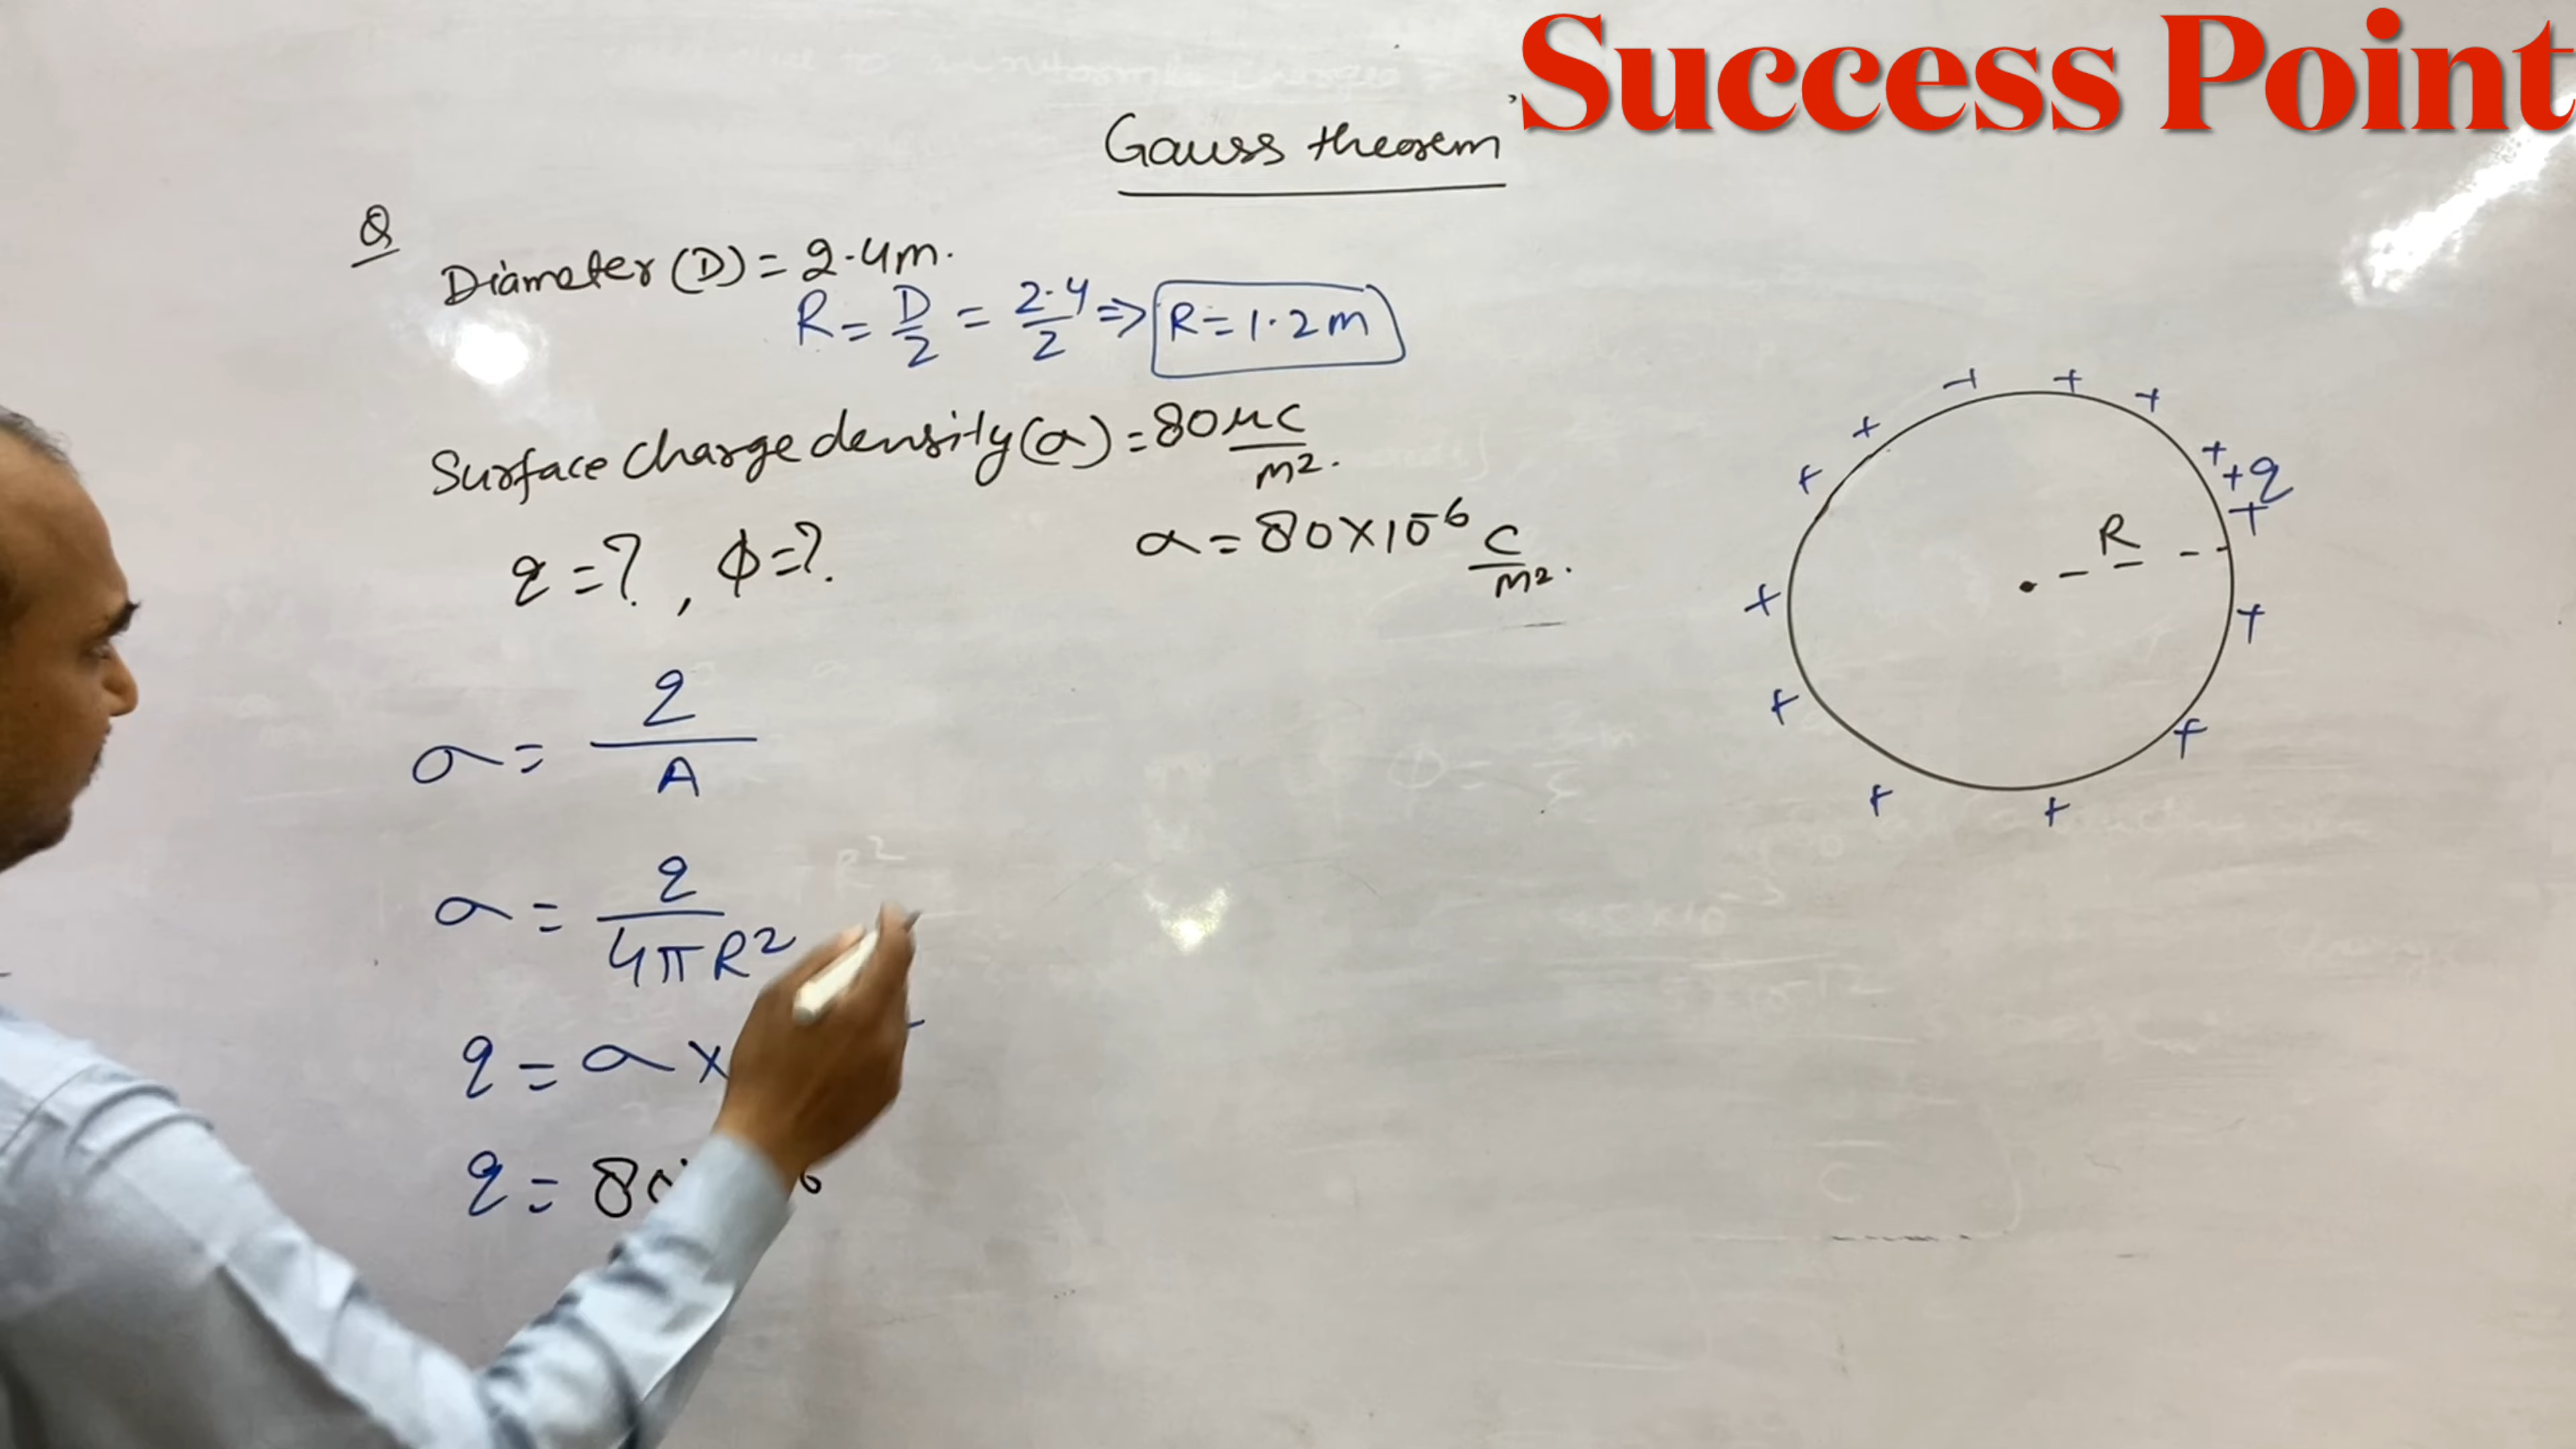 Success Point
Gauss theorem
Q
Diameter (D) = 2.4m.
R = D/2 = 2.4/2 => R = 1.2m
Surface Charge density (σ) = 80 μC/m2.
q = ?, ϕ = ?
σ = 80×10-6 C/m2.
σ = q/A
σ = q/4πR2
q = σ ×
q = 80
+ + + + + + + + + + + + + +
+q
R